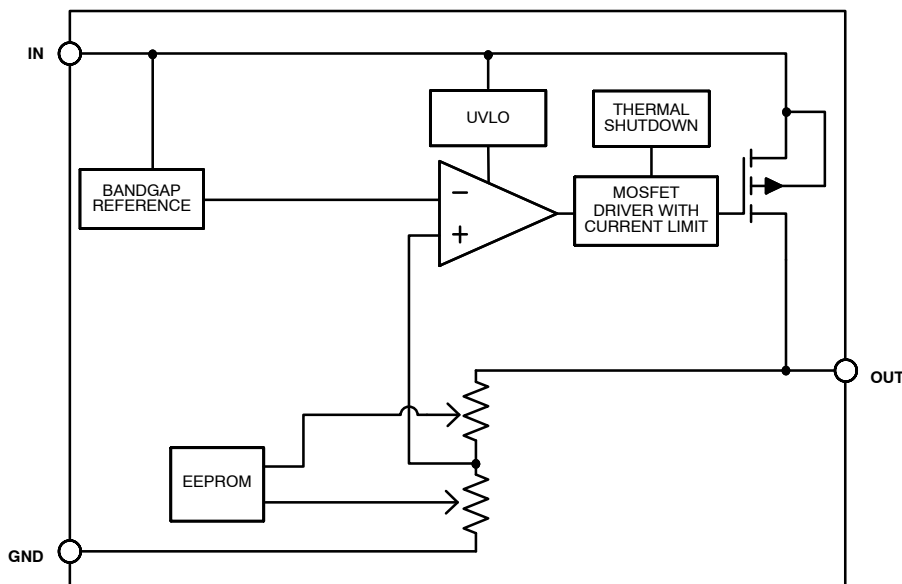 IN
UVLO
THERMAL
SHUTDOWN
BANDGAP
REFERENCE
−
+
MOSFET
DRIVER WITH
CURRENT LIMIT
OUT
EEPROM
GND